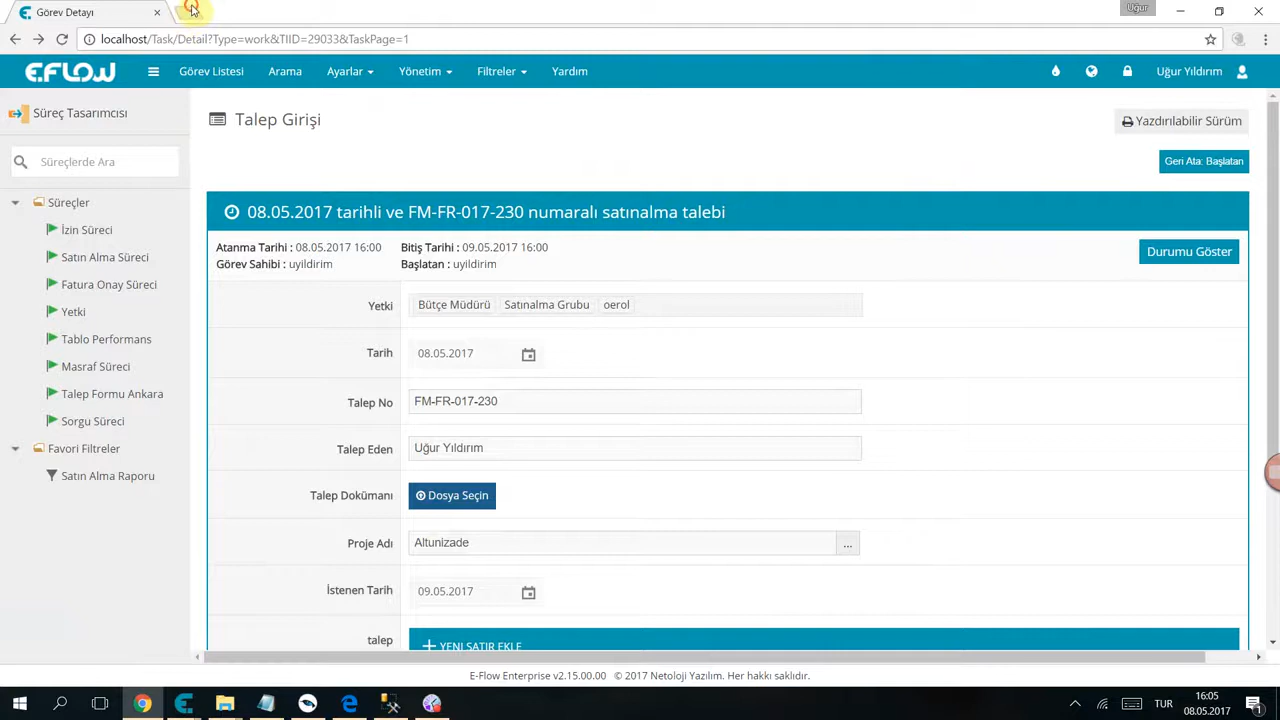 Görev Detayı
Uğur
localhost/Task/Detail?Type=work&TIID=29033&TaskPage=1
E-FLOW
Görev Listesi
Arama
Ayarlar
Yönetim
Filtreler
Yardım
Uğur Yıldırım
Süreç Tasarımcısı
Süreçlerde Ara
Süreçler
İzin Süreci
Satın Alma Süreci
Fatura Onay Süreci
Yetki
Tablo Performans
Masraf Süreci
Talep Formu Ankara
Sorgu Süreci
Favori Filtreler
Satın Alma Raporu
Talep Girişi
Yazdırılabilir Sürüm
Geri Ata: Başlatan
08.05.2017 tarihli ve FM-FR-017-230 numaralı satınalma talebi
Atanma Tarihi : 08.05.2017 16:00 Bitiş Tarihi : 09.05.2017 16:00
Görev Sahibi : uyildirim Başlatan : uyildirim
Durumu Göster
Yetki Bütçe Müdürü Satınalma Grubu oerol
Tarih 08.05.2017
Talep No FM-FR-017-230
Talep Eden Uğur Yıldırım
Talep Dokümanı Dosya Seçin
Proje Adı Altunizade ...
İstenen Tarih 09.05.2017
talep YENİ SATIR EKLE
E-Flow Enterprise v2.15.00.00 © 2017 Netoloji Yazılım. Her hakkı saklıdır.
TUR
16:05
08.05.2017
1